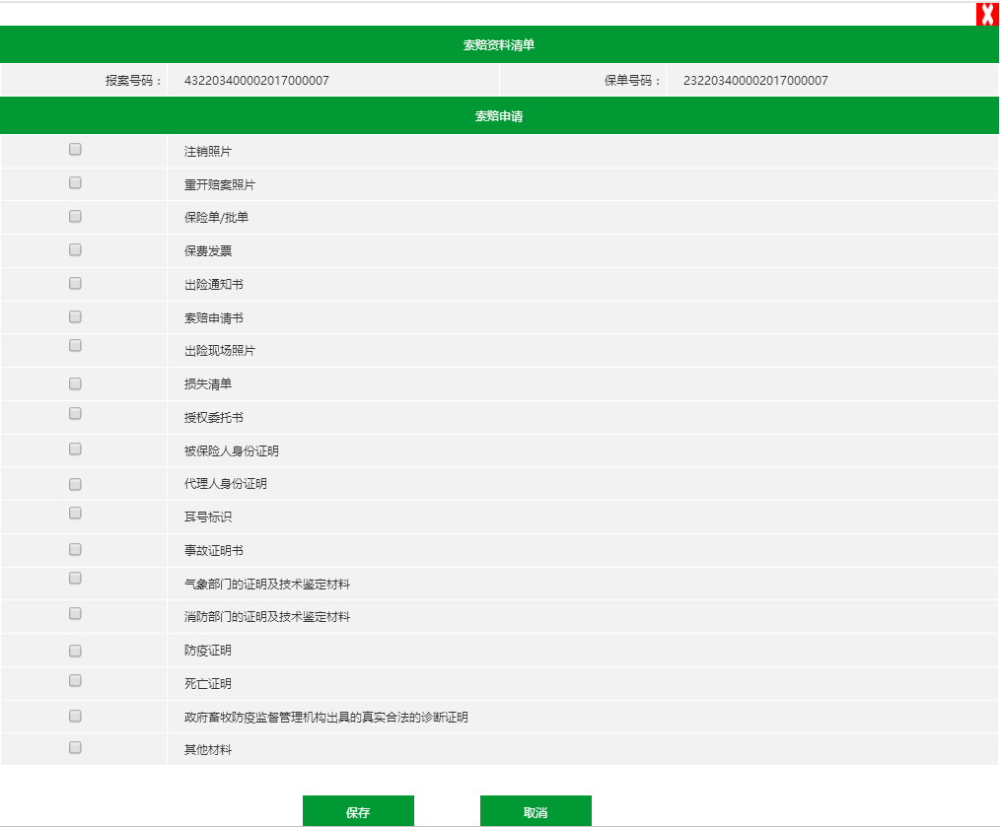 索赔资料清单
报案号码： 432203400002017000007 保单号码： 232203400002017000007
索赔申请
注销照片
重开赔案照片
保险单/批单
保费发票
出险通知书
索赔申请书
出险现场照片
损失清单
授权委托书
被保险人身份证明
代理人身份证明
耳号标识
事故证明书
气象部门的证明及技术鉴定材料
消防部门的证明及技术鉴定材料
防疫证明
死亡证明
政府畜牧防疫监督管理机构出具的真实合法的诊断证明
其他材料
保存 取消